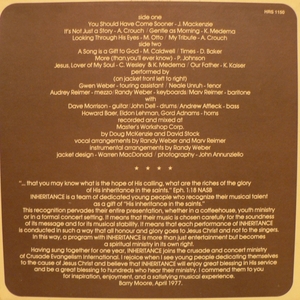 HRS 1100
side one
You Should Have Come Sooner - J. Mackenzie
It's Not Just a Story - A. Crouch / Gentle as Morning - K. Medema
Looking Through His Eyes - M. Otto / My Tribute - A. Crouch
side two
A Song is a Gift to God - M. Caldwell / Times - D. Baker
More (than you'll ever know) - P. Johnson
Jesus, Lover of My Soul - C. Wesley & K. Medema / Our Father - K. Kaiser
performed by
(on jacket front left to right)
Gwen Weber - touring assistant / Neale Unruh - tenor
Audrey Reimer - mezzo / Randy Weber - keyboards / Marv Reimer - baritone
with
Dave Morrison - guitar / John Dell - drums / Andrew Affleck - bass
Howard Baer, Eldon Lehman, Gord Adnams - horns
recorded and mixed at
Master's Workshop Corp.
by Doug McKenzie and David Stock
vocal arrangements by Randy Weber and Marv Reimer
instrumental arrangements by Randy Weber
jacket design - Warren MacDonald / photography - John Annunziello
* * * *
"... that you may know what is the hope of His calling, what are the riches of the glory
of His inheritance in the saints." Eph. 1:18 NASB
INHERITANCE is a team of dedicated young people who recognize their musical talent
as a gift of "His inheritance in the saints."
This recognition pervades their entire presentation, whether in a coffeehouse, youth ministry
or in a formal concert setting. It means that their music is chosen carefully for the soundness
of its message and for its musical stability. It means that each performance of INHERITANCE
is conducted in such a way that all honour and glory goes to Jesus Christ and not to the singers.
In this way, a program with INHERITANCE is more than just entertainment but becomes a
spiritual ministry in its own right.
Having sung together for one year, INHERITANCE joins the crusade and concert ministry
of Crusade Evangelism International. I rejoice when I see young people dedicating themselves
to the cause of Jesus Christ and believe that INHERITANCE will enjoy great blessing in His service
and be a great blessing to hundreds who hear their ministry. I commend them to you
for inspiration, enjoyment, and a satisfying musical experience.
Barry Moore, April 1977.